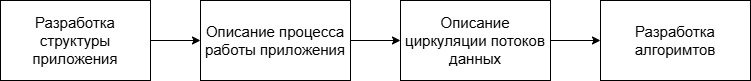 Разработка
структуры
приложения
Описание процесса
работы приложения
Описание
циркуляции потоков
данных
Разработка
алгоримтов